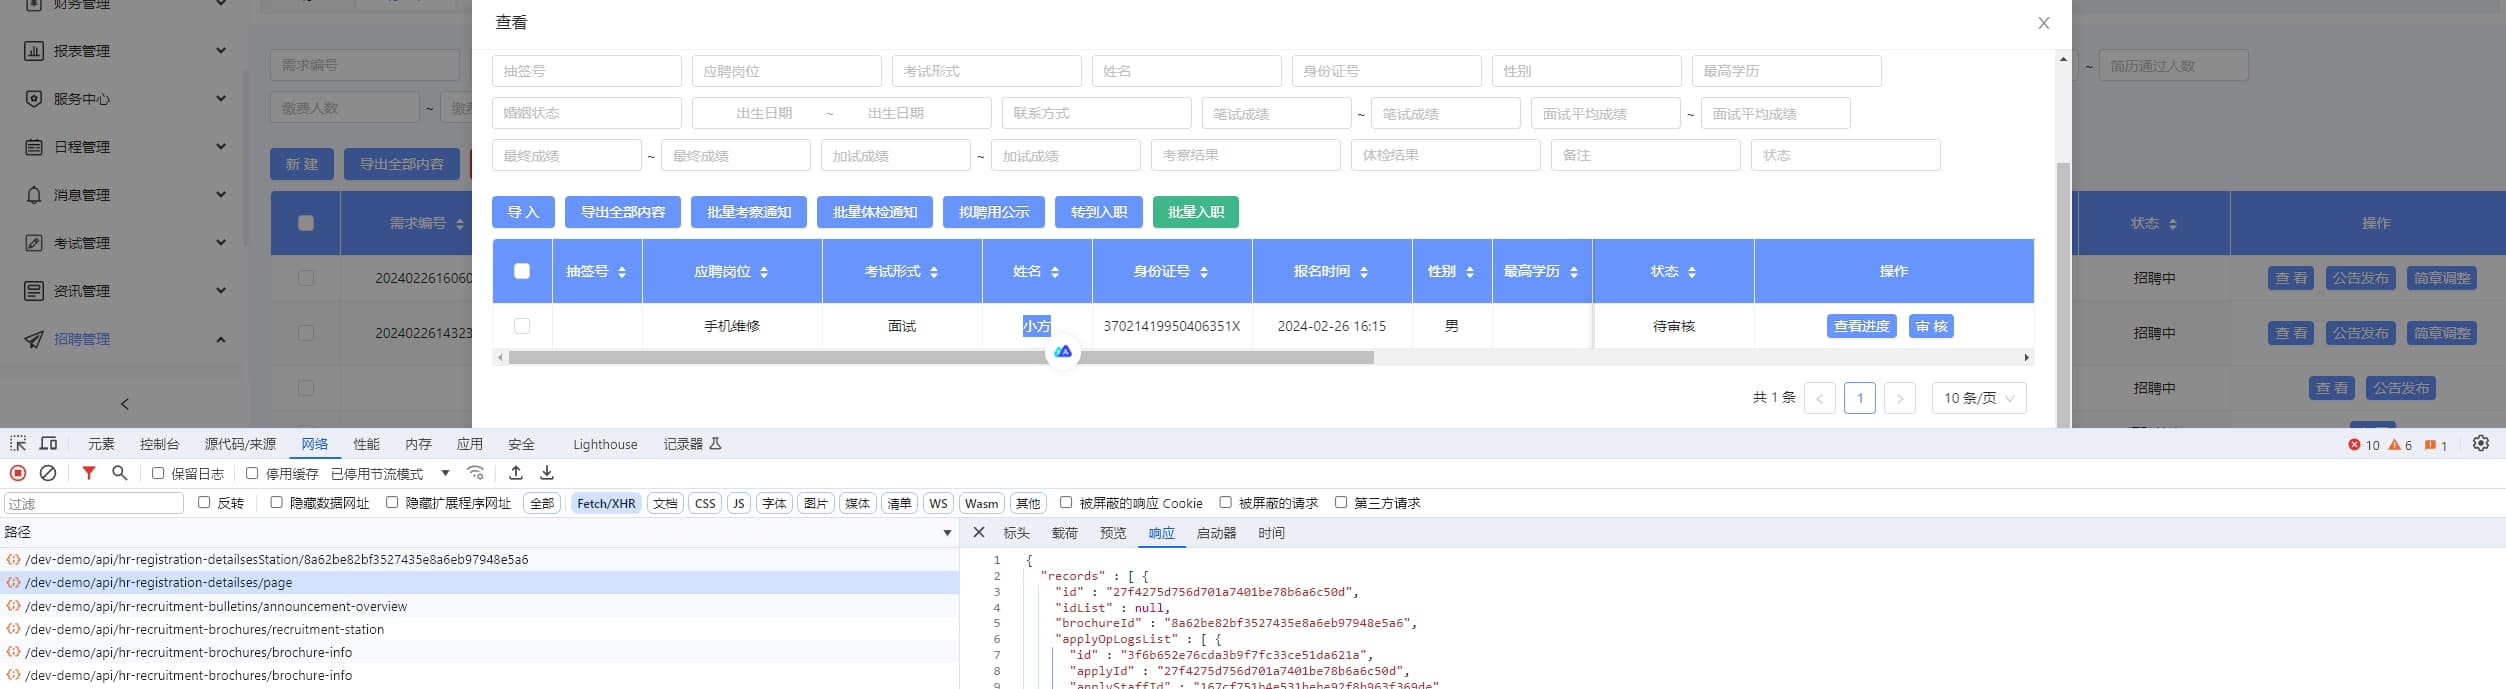 财务管理
报表管理
服务中心
日程管理
消息管理
考试管理
资讯管理
招聘管理
需求编号
缴费人数 ~ 缴费
新 建 导出全部内容
需求编号
2024022616060
2024022614323
查看
抽签号 应聘岗位 考试形式 姓名 身份证号 性别 最高学历
婚姻状态 出生日期 ~ 出生日期 联系方式 笔试成绩 ~ 笔试成绩 面试平均成绩 ~ 面试平均成绩
最终成绩 ~ 最终成绩 加试成绩 ~ 加试成绩 考察结果 体检结果 备注 状态
导 入 导出全部内容 批量考察通知 批量体检通知 拟聘用公示 转到入职 批量入职
抽签号 应聘岗位 考试形式 姓名 身份证号 报名时间 性别 最高学历 状态 操作
手机维修 面试 小方 37021419950406351X 2024-02-26 16:15 男 待审核 查看进度 审 核
共 1 条 < 1 > 10 条/页
~ 简历通过人数
状态 操作
招聘中 查 看 公告发布 简章调整
招聘中 查 看 公告发布 简章调整
招聘中 查 看 公告发布
元素 控制台 源代码/来源 网络 性能 内存 应用 安全 Lighthouse 记录器 10 6 1
保留日志 停用缓存 已停用节流模式
过滤 反转 隐藏数据网址 隐藏扩展程序网址 全部 Fetch/XHR 文档 CSS JS 字体 图片 媒体 清单 WS Wasm 其他 被屏蔽的响应 Cookie 被屏蔽的请求 第三方请求
路径
/dev-demo/api/hr-registration-detailsesStation/8a62be82bf3527435e8a6eb97948e5a6
/dev-demo/api/hr-registration-detailses/page
/dev-demo/api/hr-recruitment-bulletins/announcement-overview
/dev-demo/api/hr-recruitment-brochures/recruitment-station
/dev-demo/api/hr-recruitment-brochures/brochure-info
/dev-demo/api/hr-recruitment-brochures/brochure-info
标头 载荷 预览 响应 启动器 时间
1 {
2 "records" : [ {
3 "id" : "27f4275d756d701a7401be78b6a6c50d",
4 "idList" : null,
5 "brochureId" : "8a62be82bf3527435e8a6eb97948e5a6",
6 "applyOpLogsList" : [ {
7 "id" : "3f6b652e76cda3b9f7fc33ce51da621a",
8 "applyId" : "27f4275d756d701a7401be78b6a6c50d",
9 "applyStaffId" : "167cf751b4e531bebe92f8b963f369de"